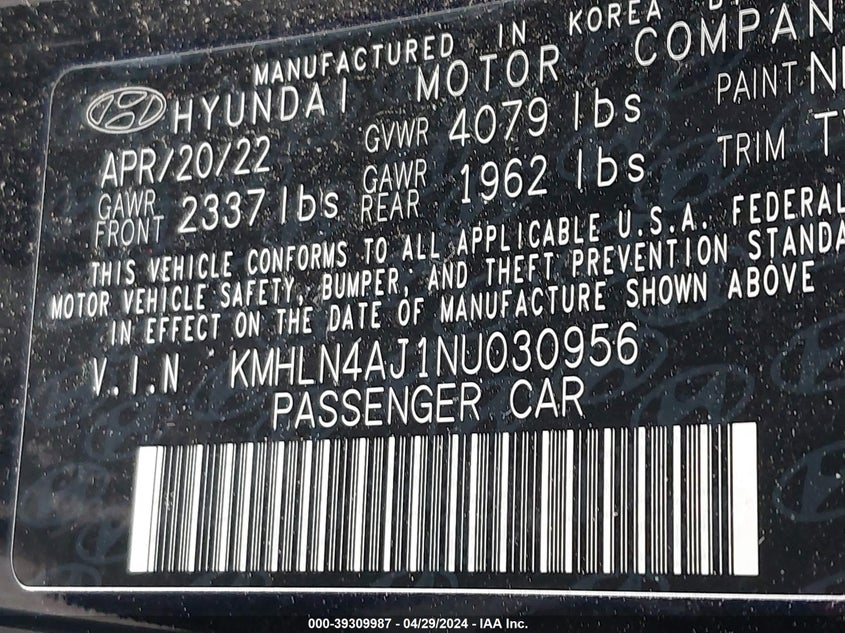 MANUFACTURED IN KOREA
HYUNDAI MOTOR COMPAN
APR/20/22 GVWR 4079 lbs PAINT
GAWR FRONT 2337 lbs GAWR REAR 1962 lbs TRIM
THIS VEHICLE CONFORMS TO ALL APPLICABLE U.S.A. FEDERAL
MOTOR VEHICLE SAFETY, BUMPER, AND THEFT PREVENTION STANDA
IN EFFECT ON THE DATE OF MANUFACTURE SHOWN ABOVE
V.I.N KMHLN4AJ1NU030956
PASSENGER CAR
000-39309987 - 04/29/2024 - IAA Inc.